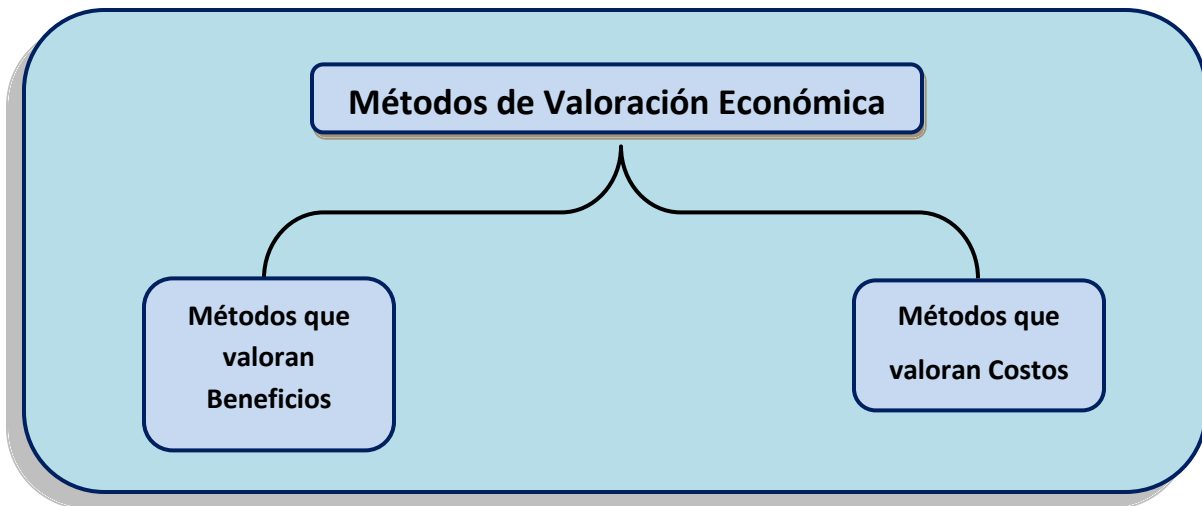 Métodos de Valoración Económica
Métodos que
valoran
Beneficios
Métodos que
valoran Costos